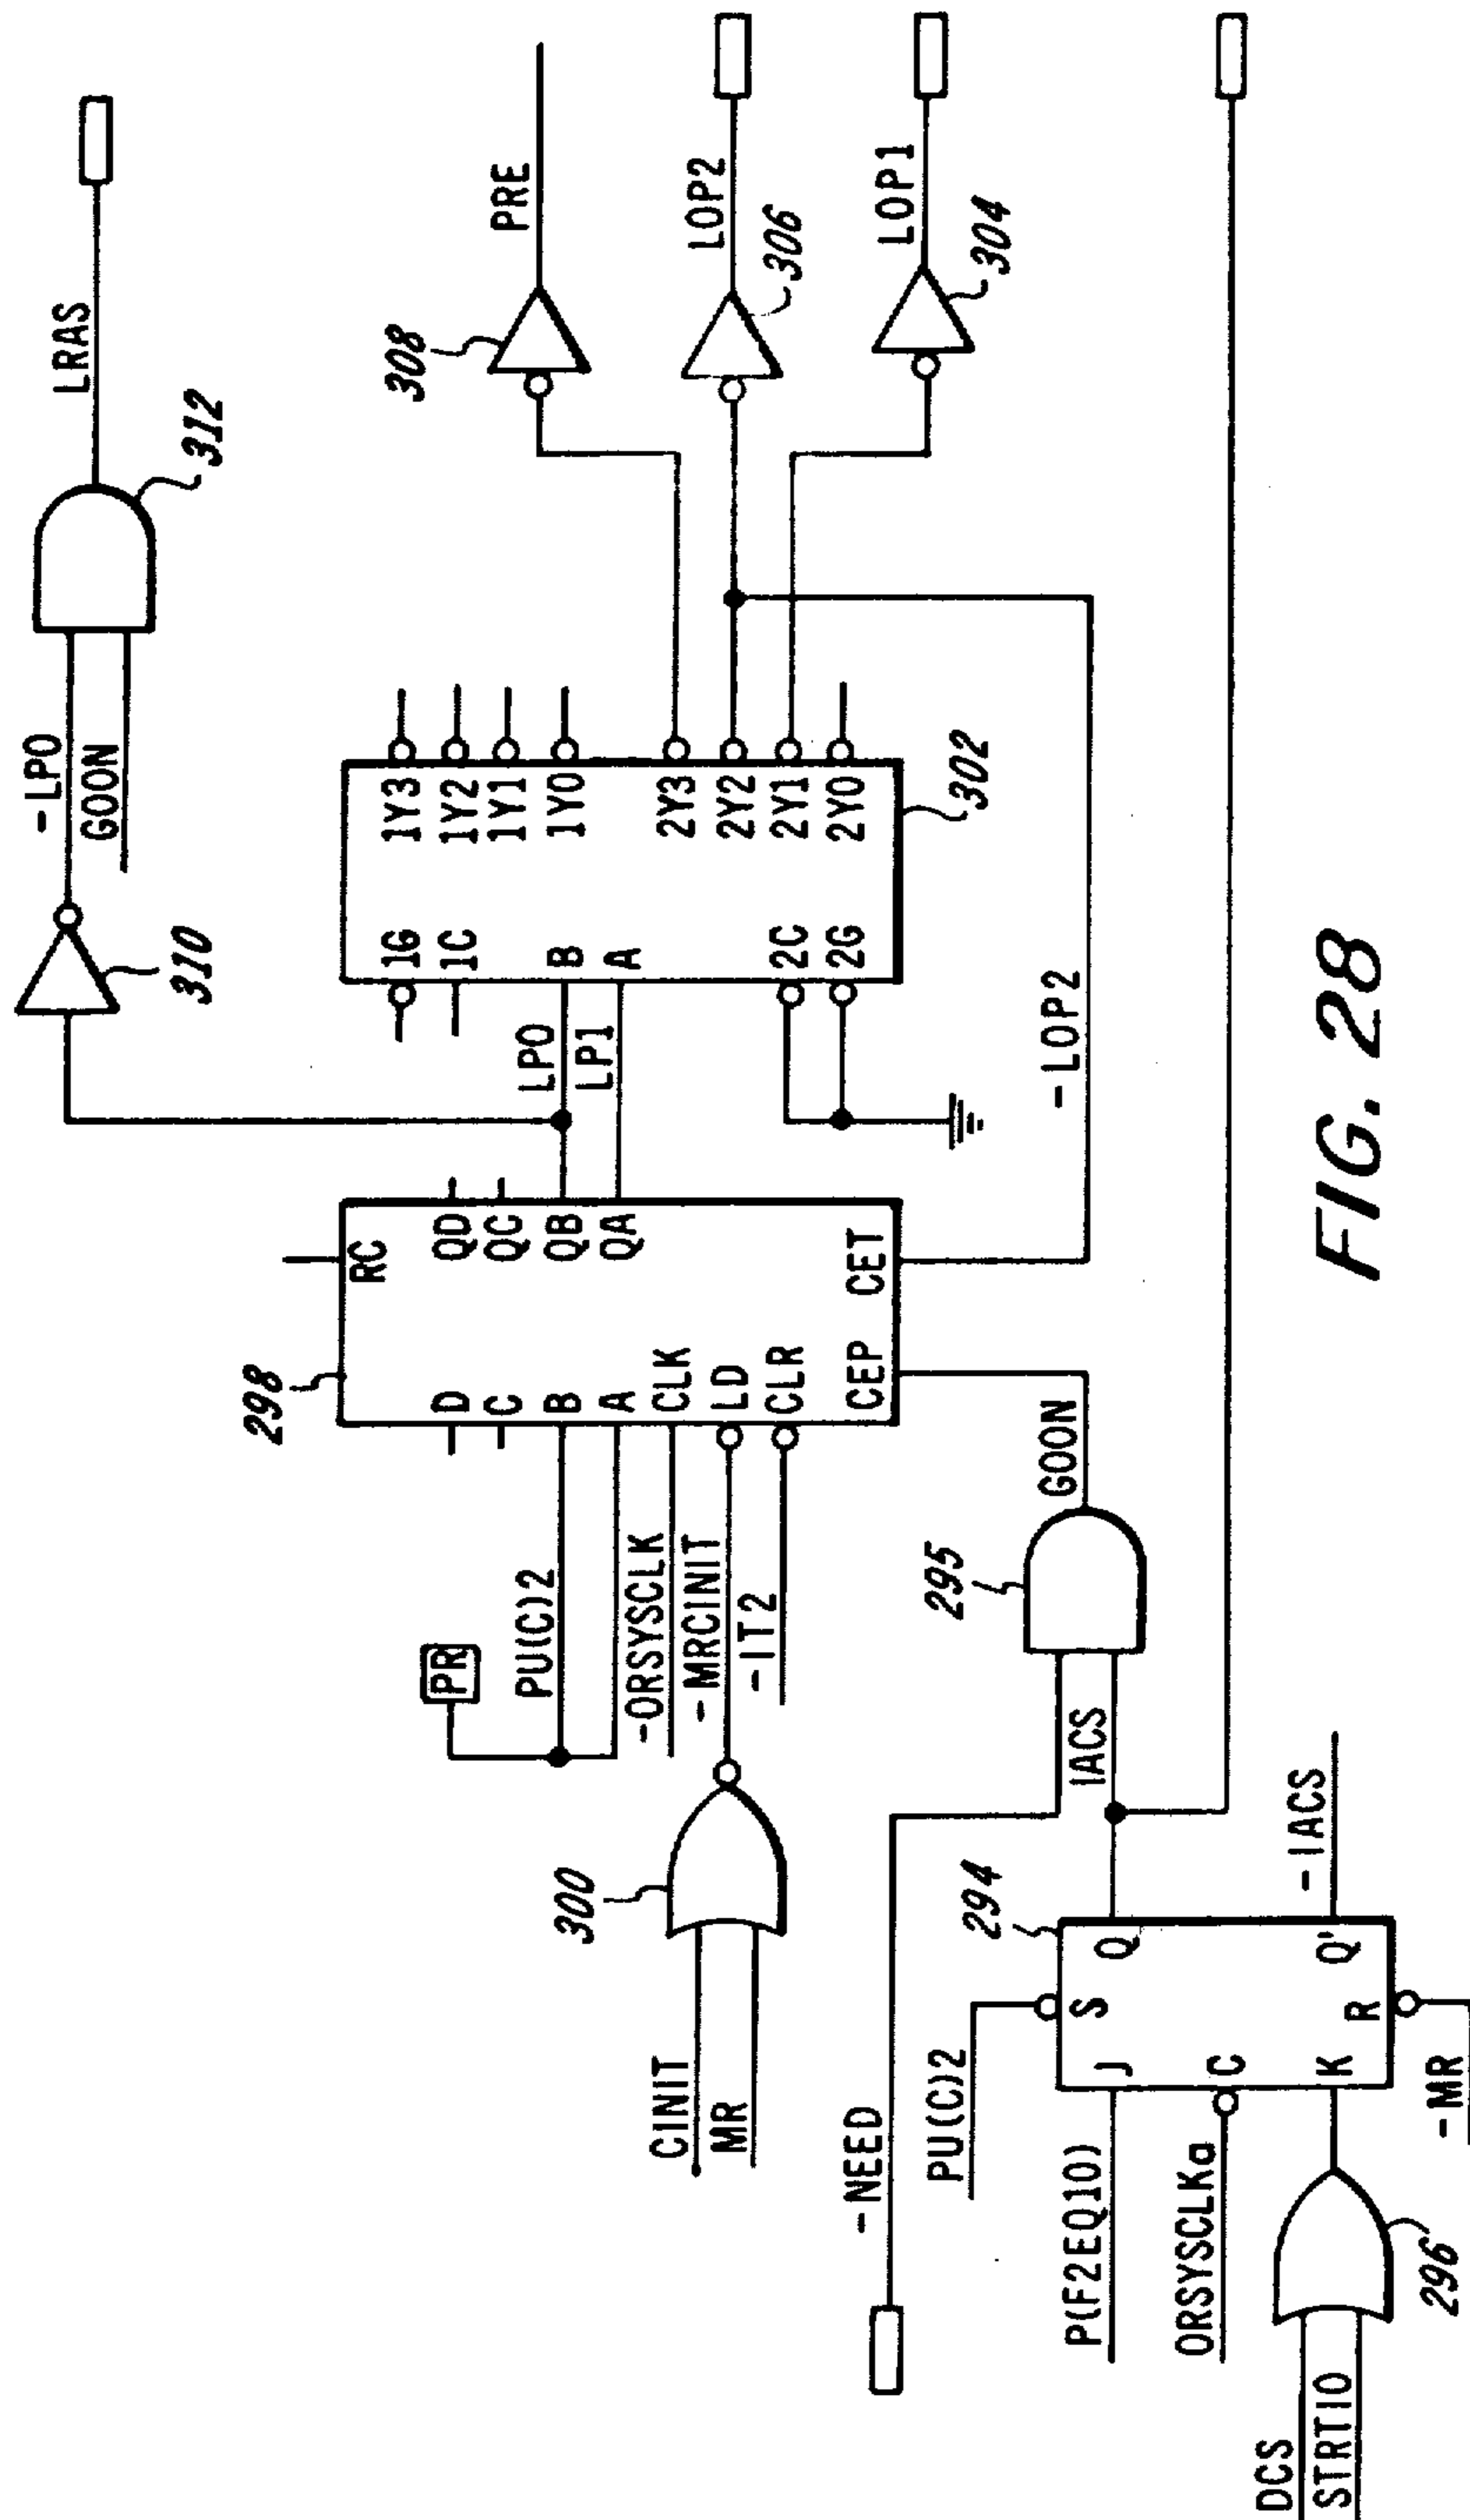 -LPO
GOON
310
312
LRAS
298
RC
D
C
B
A
CLK
LD
CLR
CEP
CET
QD
QC
QB
QA
PR
PU(C)2
-ORSYSCLK
-MRCINIT
-IT2
300
CINIT
MR
LPO
LP1
1G
1C
B
A
2C
2G
1Y3
1Y2
1Y1
1Y0
2Y3
2Y2
2Y1
2Y0
302
308
PRE
LOP2
306
LOP1
304
-LOP2
-NEED
295
GOON
IACS
PU(C)2
294
P(F2EQ10)
ORSYSCLKa
J
S
Q
C
K
R
Q'
-IACS
-MR
DCS
STRTIO
296
FIG. 28